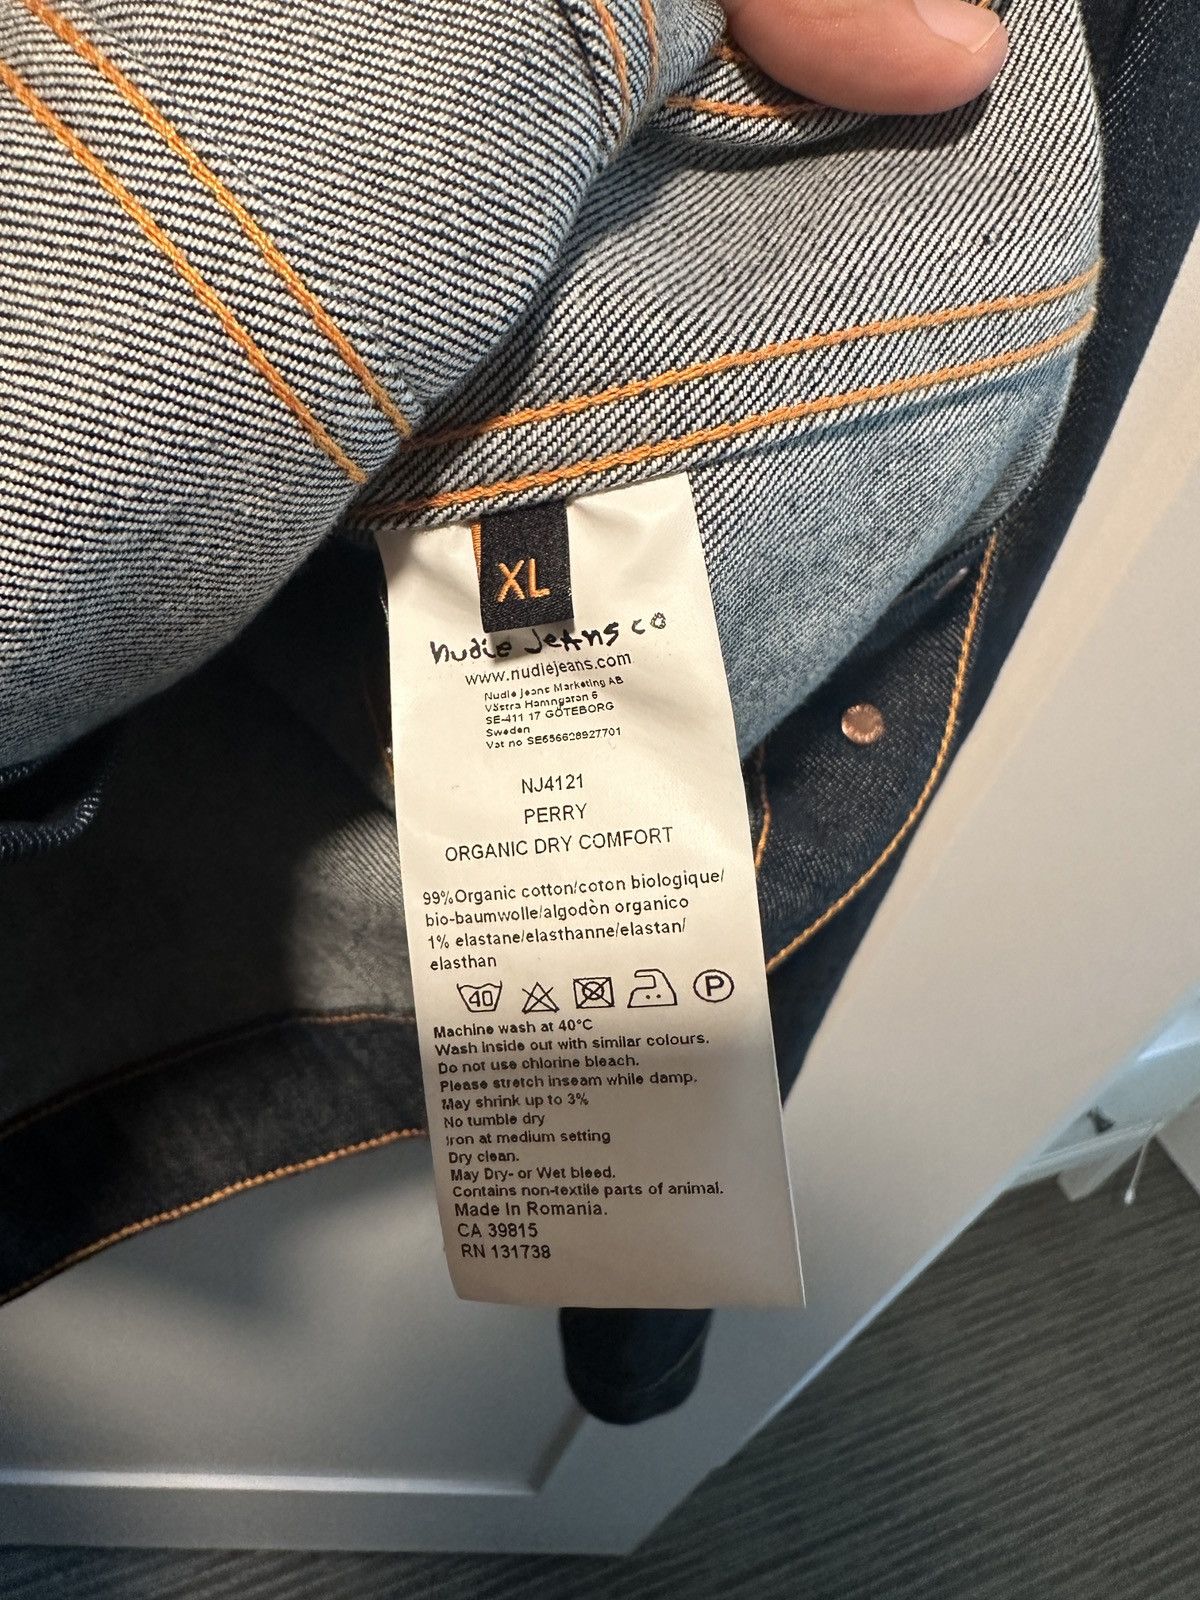 XL
nudie jeans co
www.nudiejeans.com
Nudie Jeans Marketing AB
Västra Hamngatan 6
SE-411 17 GÖTEBORG
Sweden
Vat no SE656628927701
NJ4121
PERRY
ORGANIC DRY COMFORT
99%Organic cotton/coton biologique/
bio-baumwolle/algodòn organico
1% elastane/elasthanne/elastan/
elasthan
40 P
Machine wash at 40°C
Wash inside out with similar colours.
Do not use chlorine bleach.
Please stretch inseam while damp.
May shrink up to 3%
No tumble dry
Iron at medium setting
Dry clean.
May Dry- or Wet bleed.
Contains non-textile parts of animal.
Made In Romania.
CA 39815
RN 131738